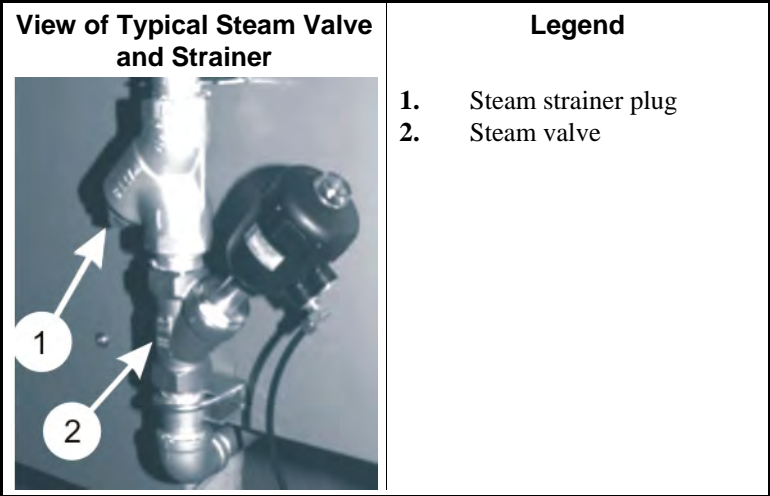 View of Typical Steam Valve
and Strainer
Legend
1. Steam strainer plug
2. Steam valve
1
2